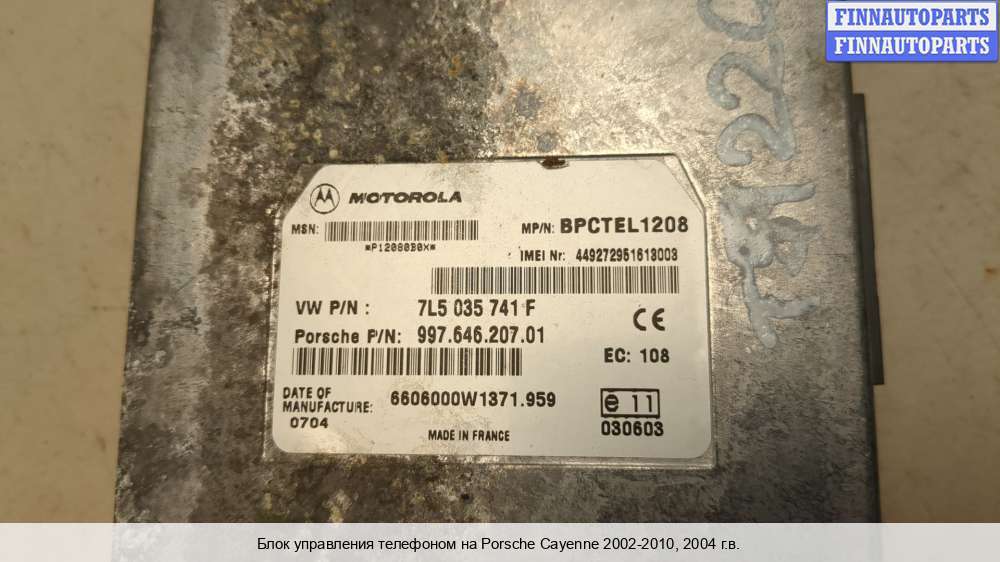 FINNAUTOPARTS
FINNAUTOPARTS
MOTOROLA
MSN:
*P12080B0X*
MP/N: BPCTEL1208
IMEI Nr: 449272951613003
VW P/N : 7L5 035 741 F
Porsche P/N: 997.646.207.01
CE
EC: 108
DATE OF
MANUFACTURE: 6606000W1371.959
0704
e 11
030603
MADE IN FRANCE
Блок управления телефоном на Porsche Cayenne 2002-2010, 2004 г.в.